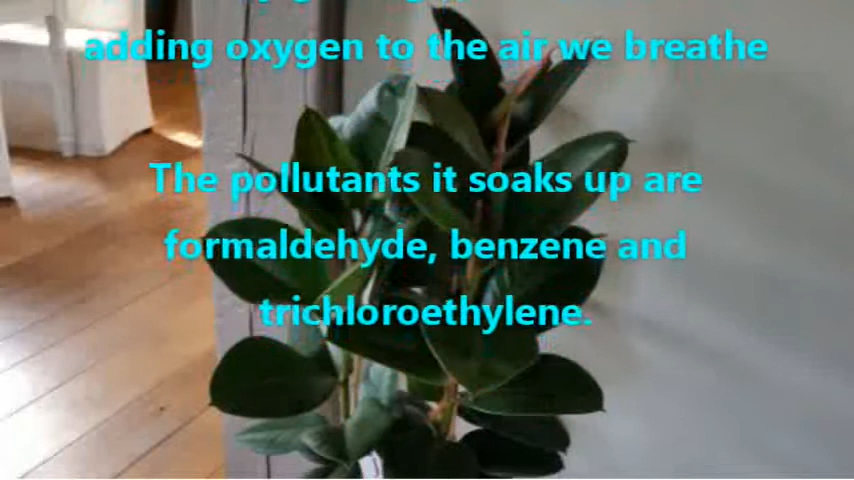 adding oxygen to the air we breathe
The pollutants it soaks up are
formaldehyde, benzene and
trichloroethylene.